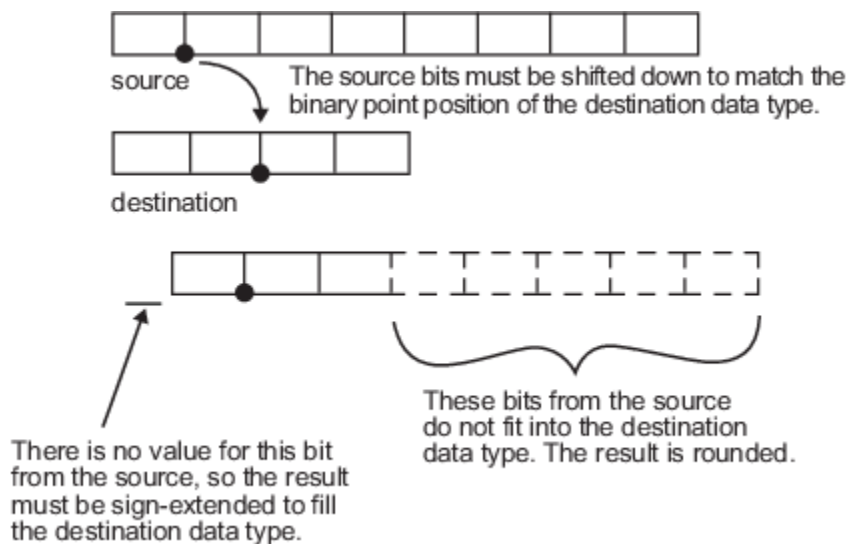 source
The source bits must be shifted down to match the
binary point position of the destination data type.
destination
These bits from the source
do not fit into the destination
data type. The result is rounded.
There is no value for this bit
from the source, so the result
must be sign-extended to fill
the destination data type.